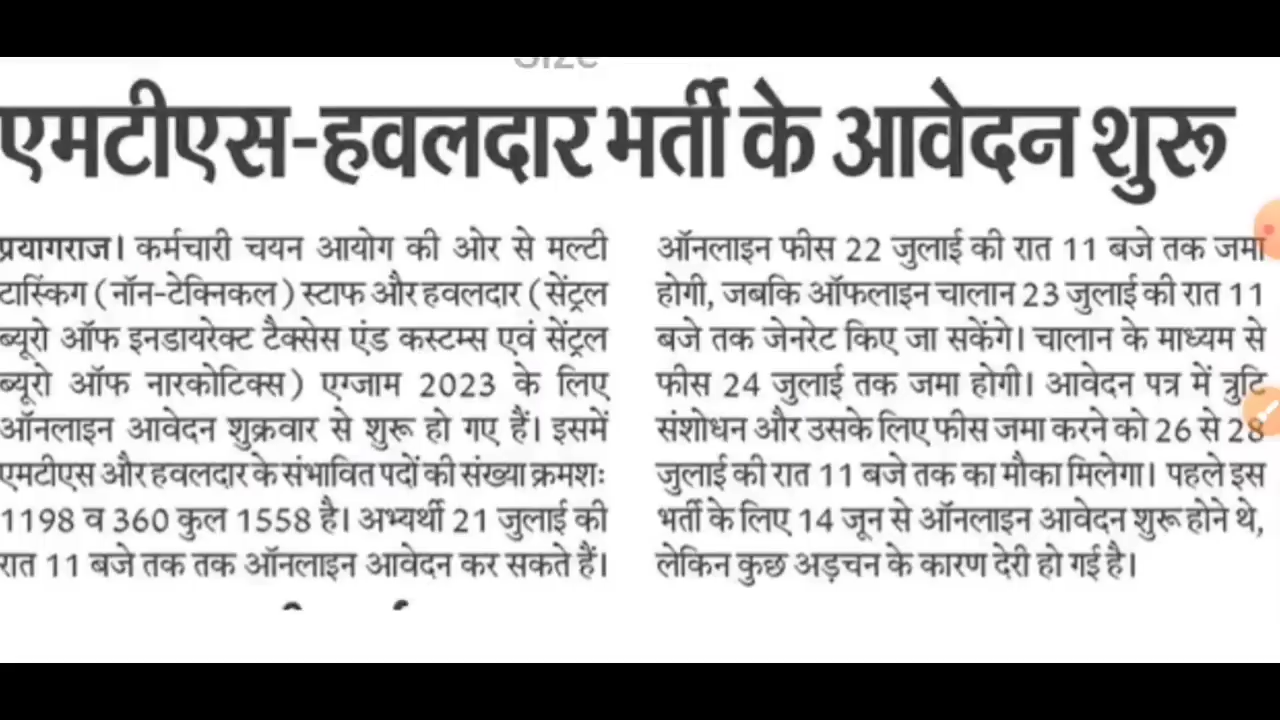 Size
एमटीएस-हवलदार भर्ती के आवेदन शुरू
प्रयागराज। कर्मचारी चयन आयोग की ओर से मल्टी
टास्किंग (नॉन-टेक्निकल) स्टाफ और हवलदार (सेंट्रल
ब्यूरो ऑफ इनडायरेक्ट टैक्सेस एंड कस्टम्स एवं सेंट्रल
ब्यूरो ऑफ नारकोटिक्स) एग्जाम 2023 के लिए
ऑनलाइन आवेदन शुक्रवार से शुरू हो गए हैं। इसमें
एमटीएस और हवलदार के संभावित पदों की संख्या क्रमशः
1198 व 360 कुल 1558 है। अभ्यर्थी 21 जुलाई की
रात 11 बजे तक तक ऑनलाइन आवेदन कर सकते हैं।
ऑनलाइन फीस 22 जुलाई की रात 11 बजे तक जमा
होगी, जबकि ऑफलाइन चालान 23 जुलाई की रात 11
बजे तक जेनरेट किए जा सकेंगे। चालान के माध्यम से
फीस 24 जुलाई तक जमा होगी। आवेदन पत्र में त्रुटि
संशोधन और उसके लिए फीस जमा करने को 26 से 28
जुलाई की रात 11 बजे तक का मौका मिलेगा। पहले इस
भर्ती के लिए 14 जून से ऑनलाइन आवेदन शुरू होने थे,
लेकिन कुछ अड़चन के कारण देरी हो गई है।